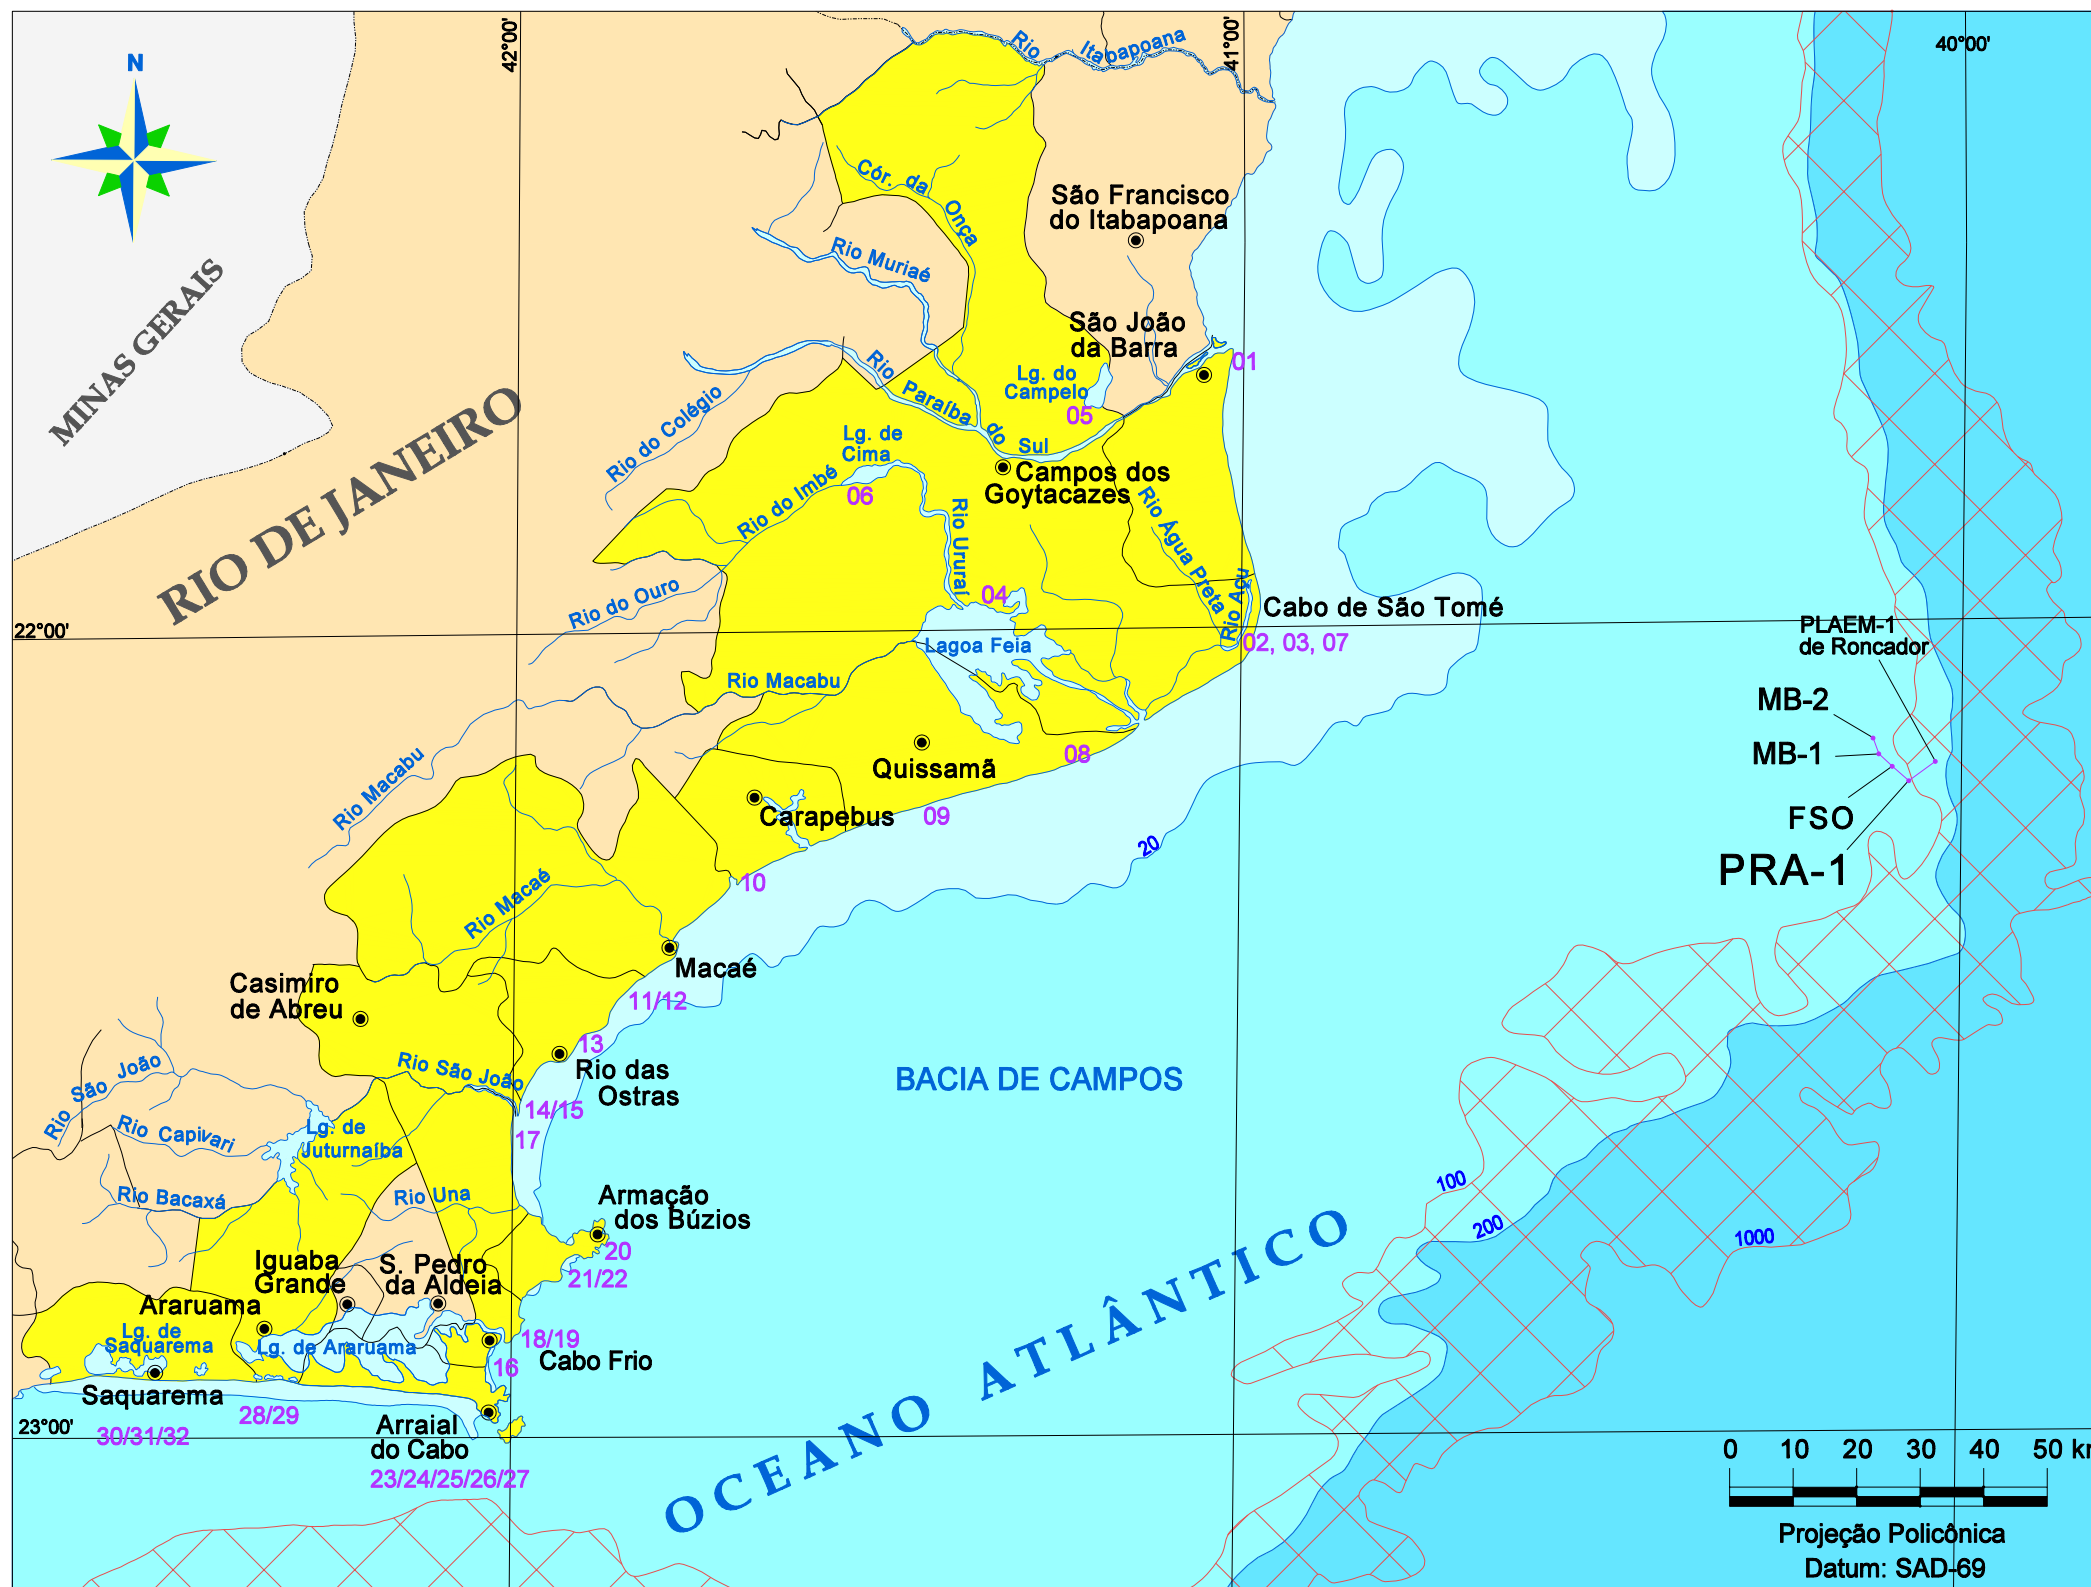 42°00'
41°00'
40°00'
N
Rio
Itabapoana
São Francisco
do Itabapoana
Cór. da
Onça
Rio Muriaé
MINAS GERAIS
RIO DE JANEIRO
São João
da Barra
01
Lg. do
Campelo
05
Rio Paraíba do Sul
Rio do Colégio
Lg. de
Cima
06
Rio do Imbé
Campos dos
Goytacazes
Rio Ururaí
Rio Água Preta
Rio Açu
04
Cabo de São Tomé
02, 03, 07
22°00'
Rio do Ouro
Lagoa Feia
Rio Macabu
PLAEM-1
de Roncador
MB-2
MB-1
FSO
PRA-1
Quissamã
08
Rio Macabu
Carapebus
09
20
10
Rio Macaé
Macaé
11/12
Casimiro
de Abreu
13
Rio das
Ostras
Rio São João
Rio São João
14/15
17
BACIA DE CAMPOS
Rio Capivari
Lg. de
Juturnaíba
Rio Bacaxá
Rio Una
Armação
dos Búzios
20
21/22
100
200
1000
Iguaba
Grande
S. Pedro
da Aldeia
Araruama
Lg. de
Saquarema
Lg. de Araruama
18/19
Cabo Frio
16
Saquarema
28/29
30/31/32
Arraial
do Cabo
23/24/25/26/27
23°00'
OCEANO ATLÂNTICO
0 10 20 30 40 50 km
Projeção Policônica
Datum: SAD-69